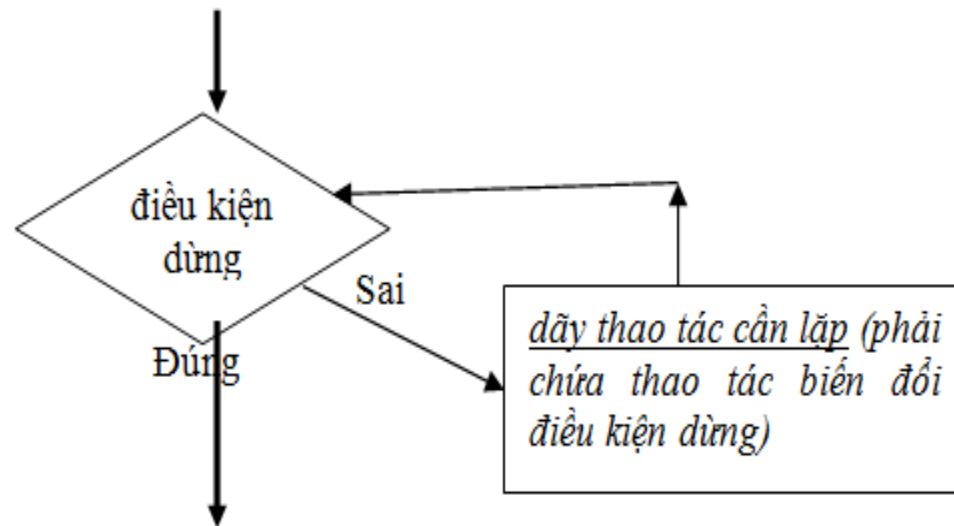 điều kiện
dừng
Sai
Đúng
dãy thao tác cần lặp (phải
chứa thao tác biến đổi
điều kiện dừng)